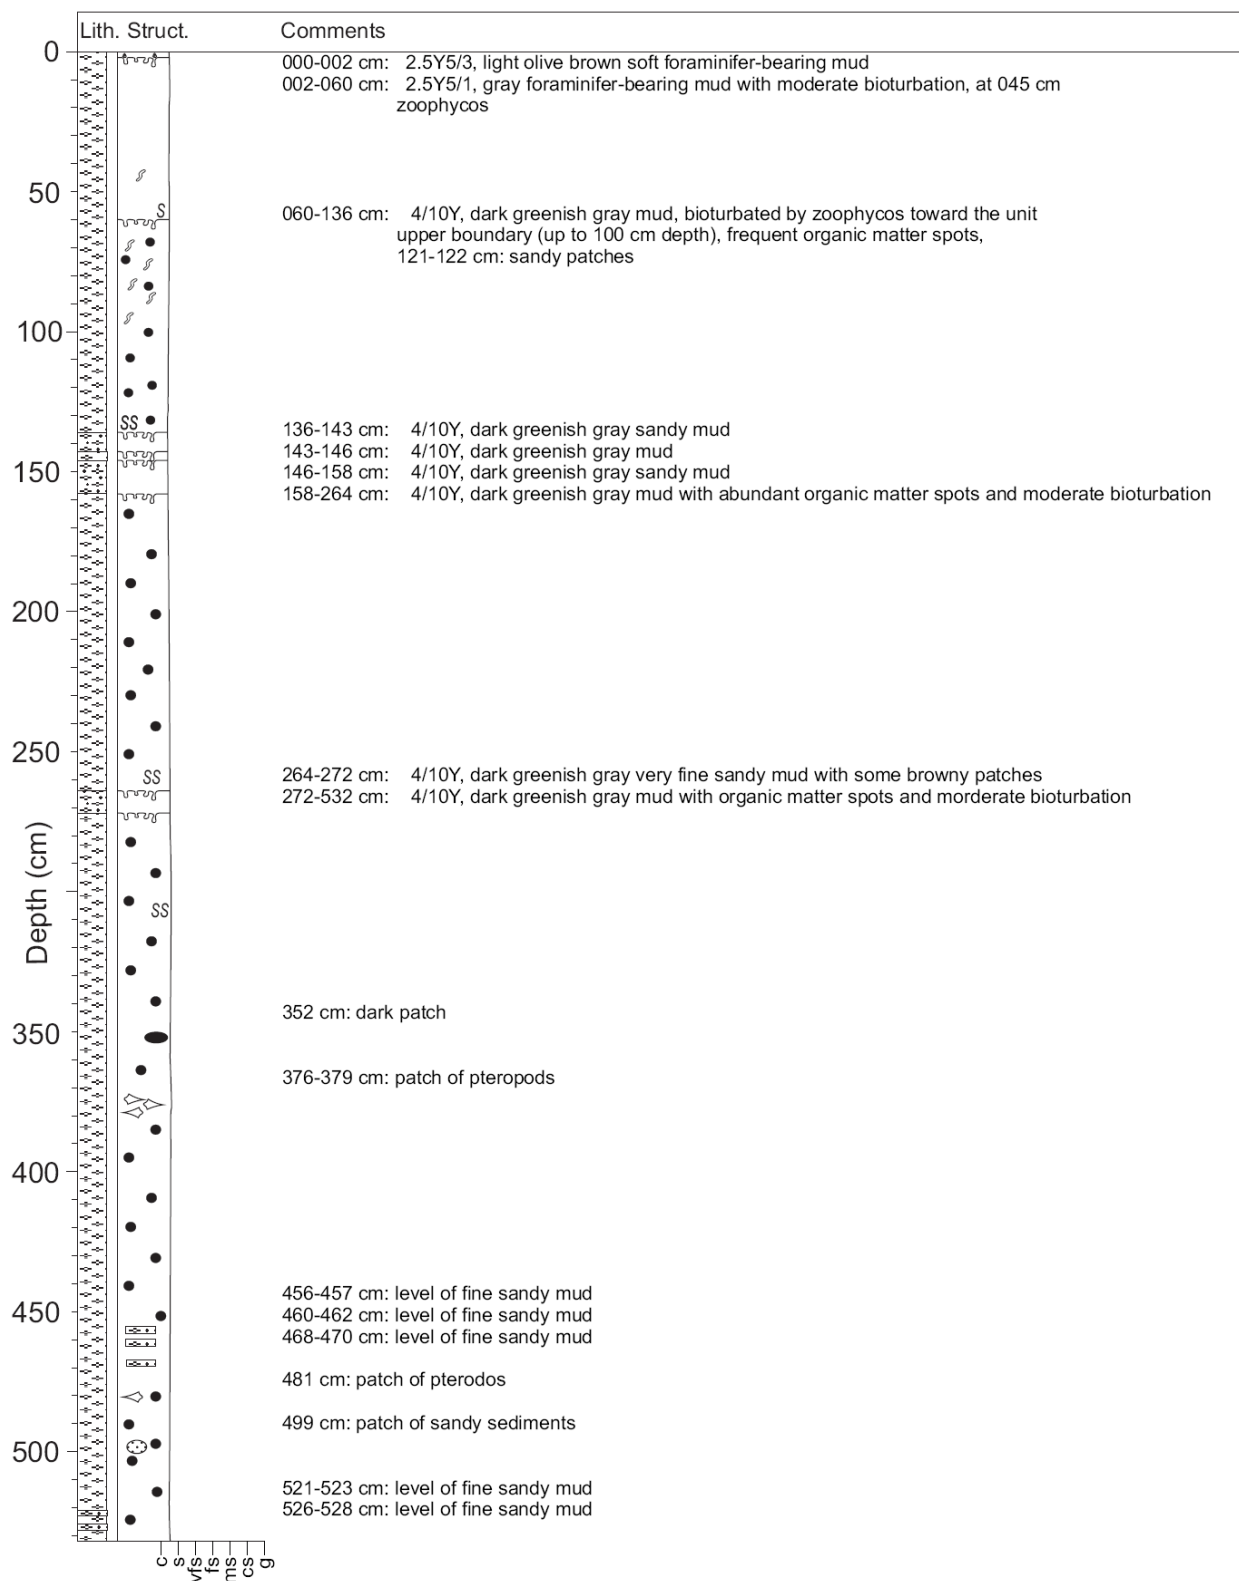 Lith. Struct. Comments
0
000-002 cm: 2.5Y5/3, light olive brown soft foraminifer-bearing mud
002-060 cm: 2.5Y5/1, gray foraminifer-bearing mud with moderate bioturbation, at 045 cm
zoophycos
50
S
060-136 cm: 4/10Y, dark greenish gray mud, bioturbated by zoophycos toward the unit
upper boundary (up to 100 cm depth), frequent organic matter spots,
121-122 cm: sandy patches
100
SS
136-143 cm: 4/10Y, dark greenish gray sandy mud
143-146 cm: 4/10Y, dark greenish gray mud
146-158 cm: 4/10Y, dark greenish gray sandy mud
150
158-264 cm: 4/10Y, dark greenish gray mud with abundant organic matter spots and moderate bioturbation
200
250
SS
264-272 cm: 4/10Y, dark greenish gray very fine sandy mud with some browny patches
272-532 cm: 4/10Y, dark greenish gray mud with organic matter spots and morderate bioturbation
Depth (cm)
SS
352 cm: dark patch
350
376-379 cm: patch of pteropods
400
456-457 cm: level of fine sandy mud
450
460-462 cm: level of fine sandy mud
468-470 cm: level of fine sandy mud
481 cm: patch of pterodos
499 cm: patch of sandy sediments
500
521-523 cm: level of fine sandy mud
526-528 cm: level of fine sandy mud
c
s
vfs
fs
ms
cs
g